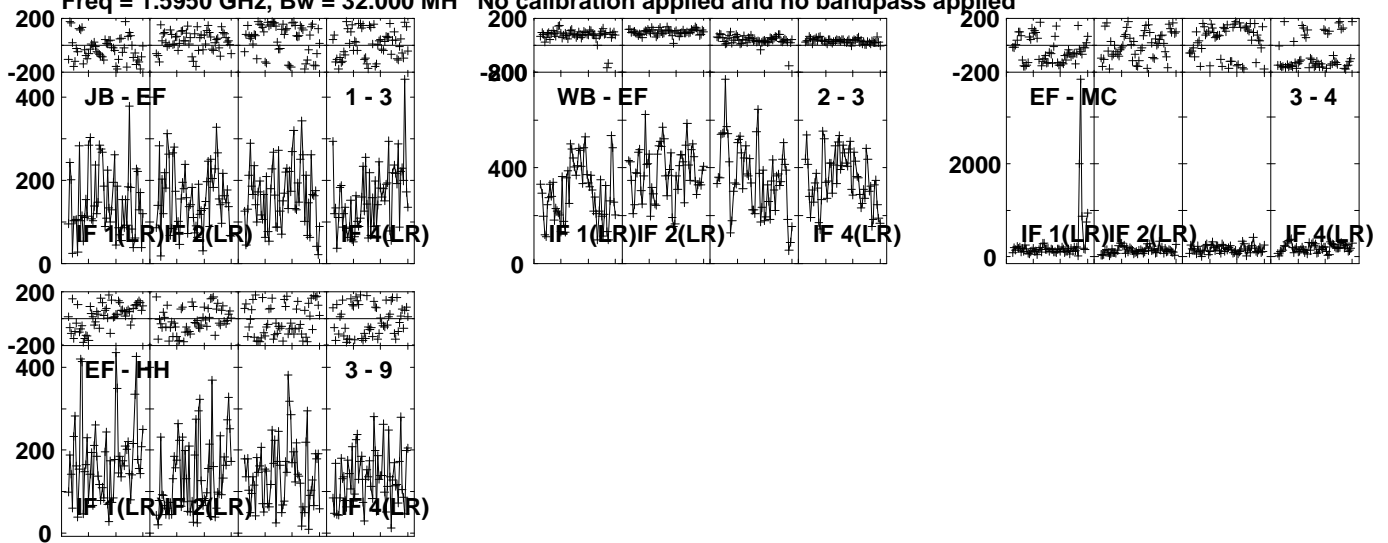 Freq = 1.5950 GHz, Bw = 32.000 MH No calibration applied and no bandpass applied
200
-200
400
200
0
JB - EF 1 - 3
IF 1(LR) IF 2(LR) IF 4(LR)
200
-200
800
400
0
WB - EF 2 - 3
IF 1(LR) IF 2(LR) IF 4(LR)
200
-200
2000
0
EF - MC 3 - 4
IF 1(LR) IF 2(LR) IF 4(LR)
200
-200
400
200
0
EF - HH 3 - 9
IF 1(LR) IF 2(LR) IF 4(LR)